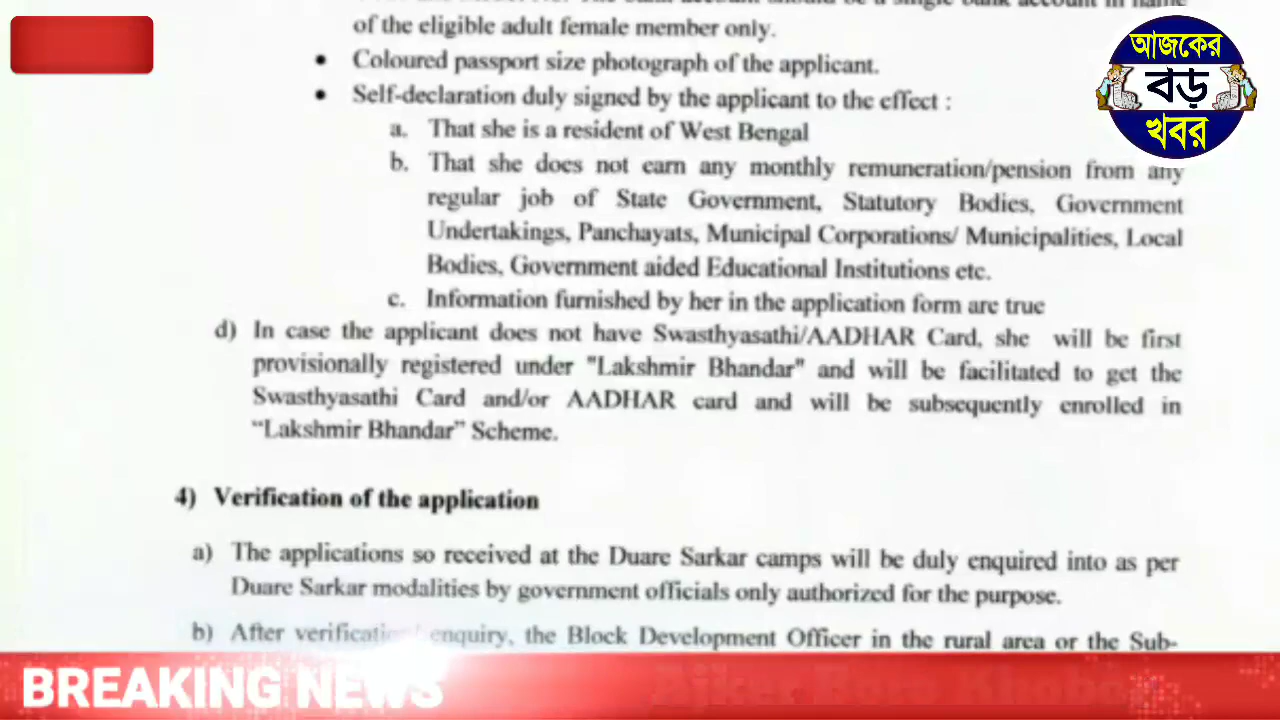 of the eligible adult female member only.
• Coloured passport size photograph of the applicant.
• Self-declaration duly signed by the applicant to the effect :
a. That she is a resident of West Bengal
b. That she does not earn any monthly remuneration/pension from any
regular job of State Government, Statutory Bodies, Government
Undertakings, Panchayats, Municipal Corporations/ Municipalities, Local
Bodies, Government aided Educational Institutions etc.
c. Information furnished by her in the application form are true
d) In case the applicant does not have Swasthyasathi/AADHAR Card, she will be first
provisionally registered under "Lakshmir Bhandar" and will be facilitated to get the
Swasthyasathi Card and/or AADHAR card and will be subsequently enrolled in
“Lakshmir Bhandar” Scheme.
4) Verification of the application
a) The applications so received at the Duare Sarkar camps will be duly enquired into as per
Duare Sarkar modalities by government officials only authorized for the purpose.
b) After verification/ enquiry, the Block Development Officer in the rural area or the Sub-
আজকের
বড়
খবর
BREAKING NEWS
Ajker Boro Khobor